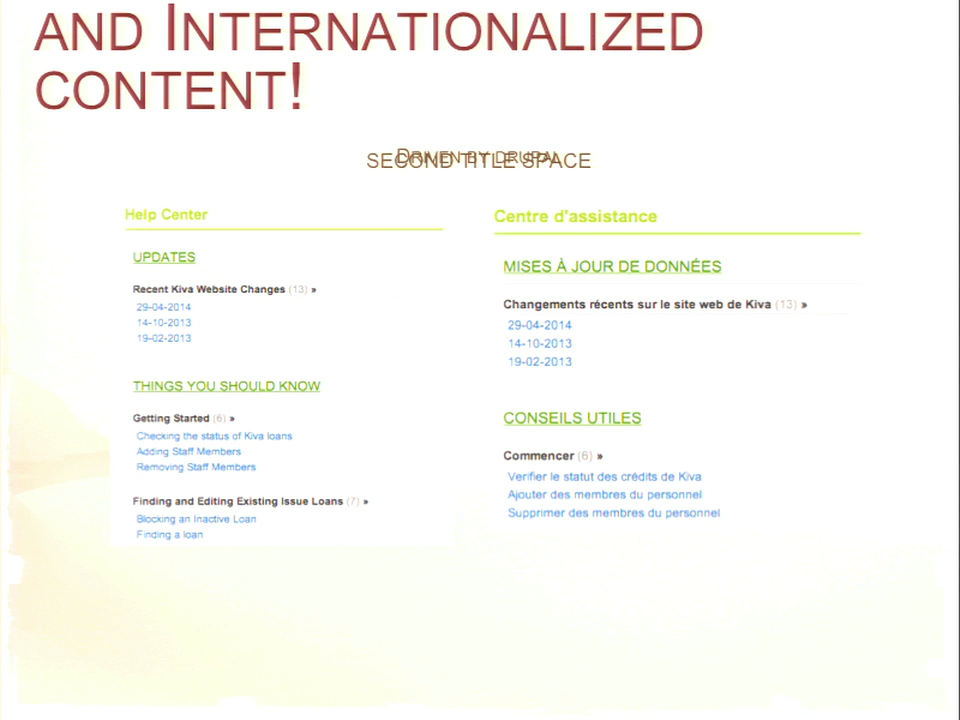 AND INTERNATIONALIZED
CONTENT!
DRIVEN BY DRUPAL
SECOND TITLE SPACE
Help Center
UPDATES
Recent Kiva Website Changes (13) »
29-04-2014
14-10-2013
19-02-2013
THINGS YOU SHOULD KNOW
Getting Started (6) »
Checking the status of Kiva loans
Adding Staff Members
Removing Staff Members
Finding and Editing Existing Issue Loans (7) »
Blocking an Inactive Loan
Finding a loan
Centre d'assistance
MISES À JOUR DE DONNÉES
Changements récents sur le site web de Kiva (13) »
29-04-2014
14-10-2013
19-02-2013
CONSEILS UTILES
Commencer (6) »
Verifier le statut des crédits de Kiva
Ajouter des membres du personnel
Supprimer des membres du personnel